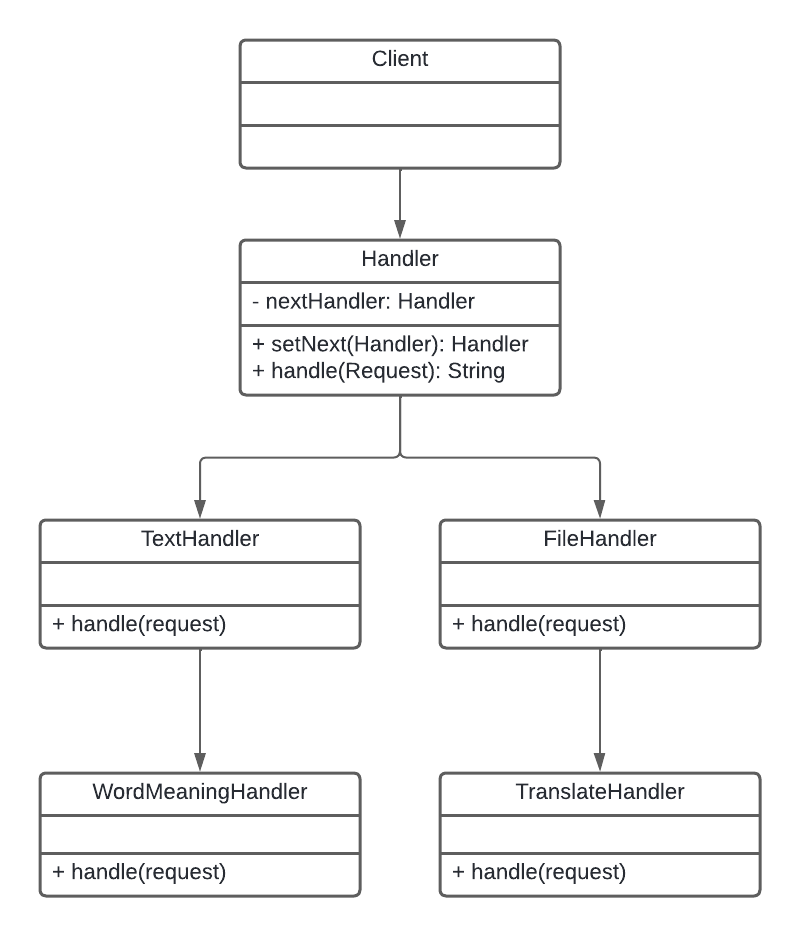 Client
Handler
- nextHandler: Handler
+ setNext(Handler): Handler
+ handle(Request): String
TextHandler
+ handle(request)
FileHandler
+ handle(request)
WordMeaningHandler
+ handle(request)
TranslateHandler
+ handle(request)